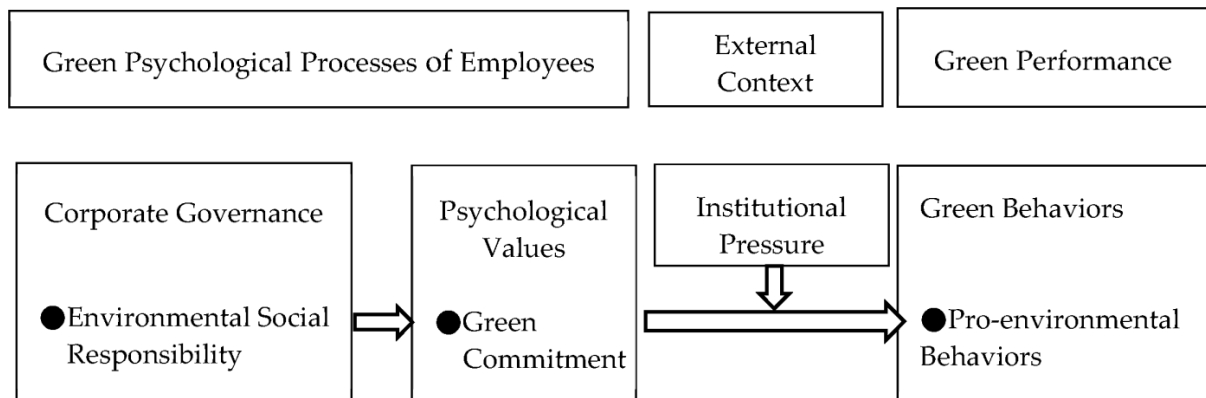 Green Psychological Processes of Employees
External
Context
Green Performance
Corporate Governance
●Environmental Social
Responsibility
Psychological
Values
●Green
Commitment
Institutional
Pressure
Green Behaviors
●Pro-environmental
Behaviors